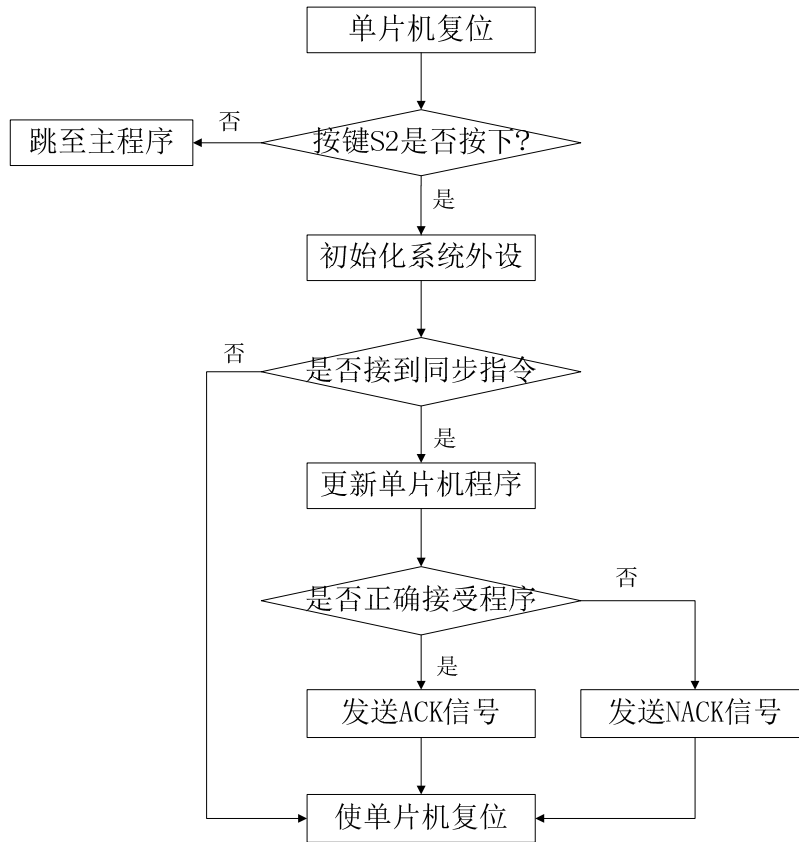 单片机复位
否
跳至主程序
按键S2是否按下?
是
初始化系统外设
否
是否接到同步指令
是
更新单片机程序
否
是否正确接受程序
是
发送ACK信号
发送NACK信号
使单片机复位